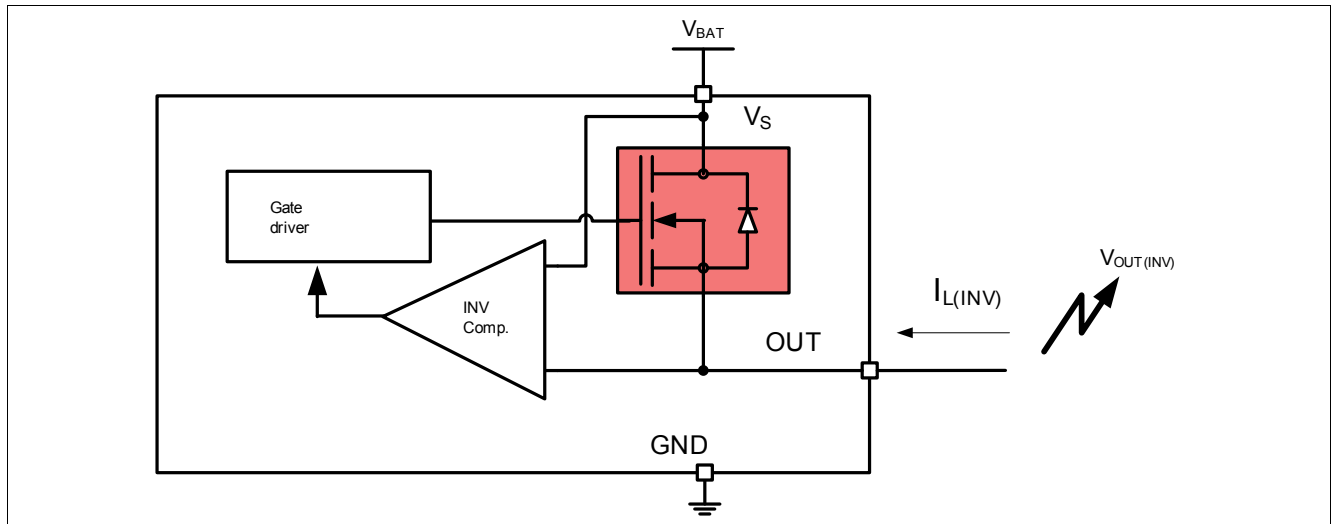 VBAT
VS
Gate
driver
INV
Comp.
OUT
IL(INV)
VOUT(INV)
GND